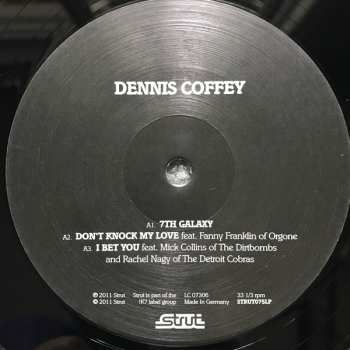 DENNIS COFFEY
A1. 7TH GALAXY
A2. DON'T KNOCK MY LOVE feat. Fanny Franklin of Orgone
A3. I BET YOU feat. Mick Collins of The Dirtbombs
and Rachel Nagy of The Detroit Cobras
℗ 2011 Strut Strut is part of the LC 07306 33 1/3 rpm
© 2011 Strut !K7 label group Made In Germany STRUT075LP
Strut